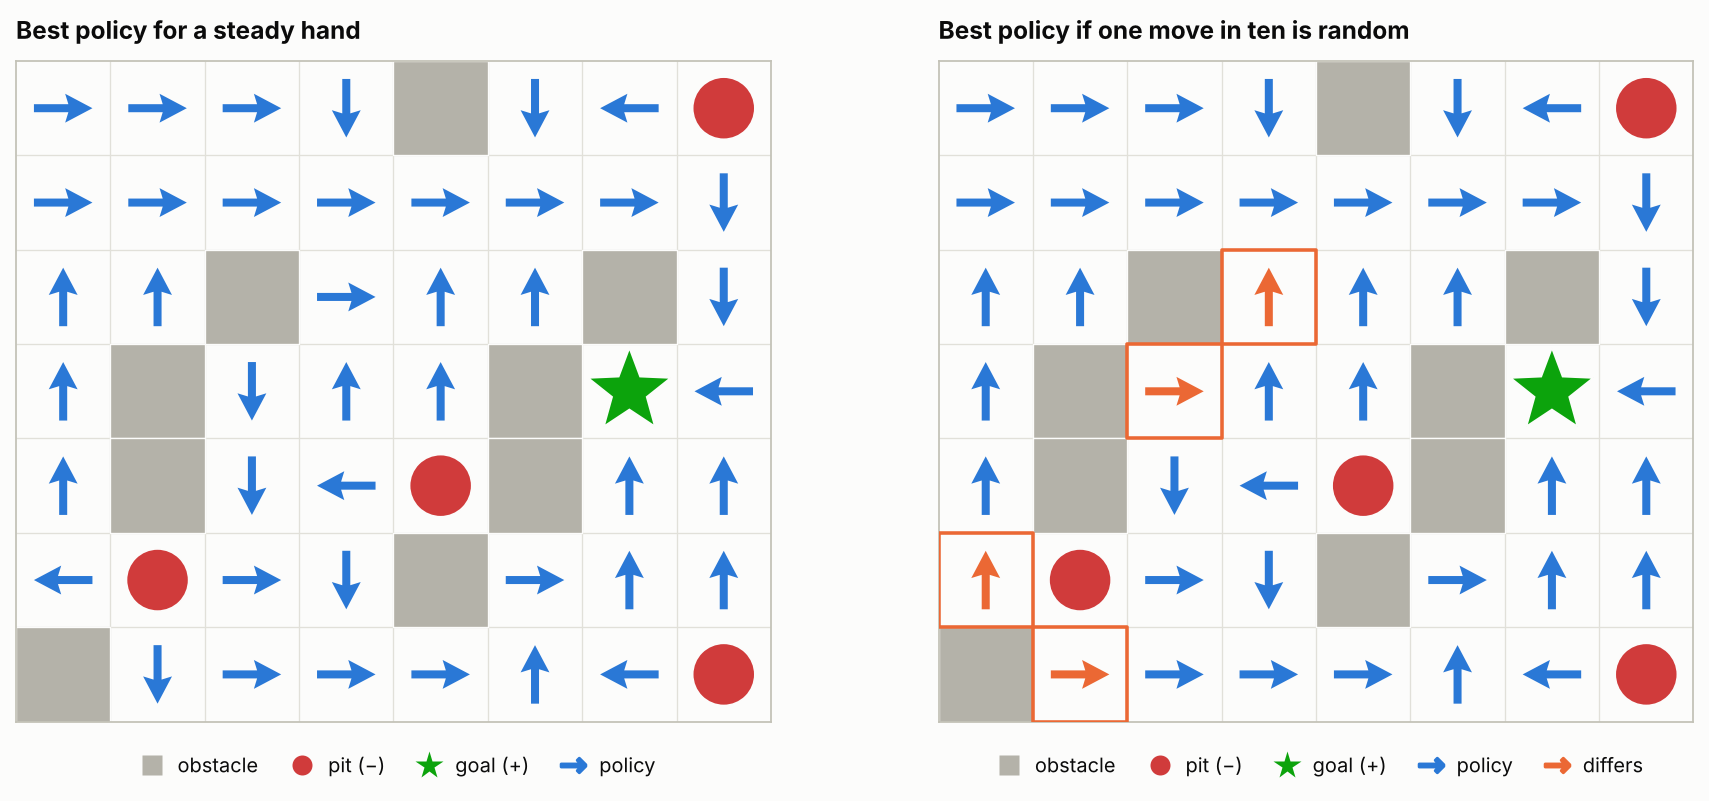 Best policy for a steady hand
Best policy if one move in ten is random
obstacle pit (−) goal (+) policy
obstacle pit (−) goal (+) policy differs